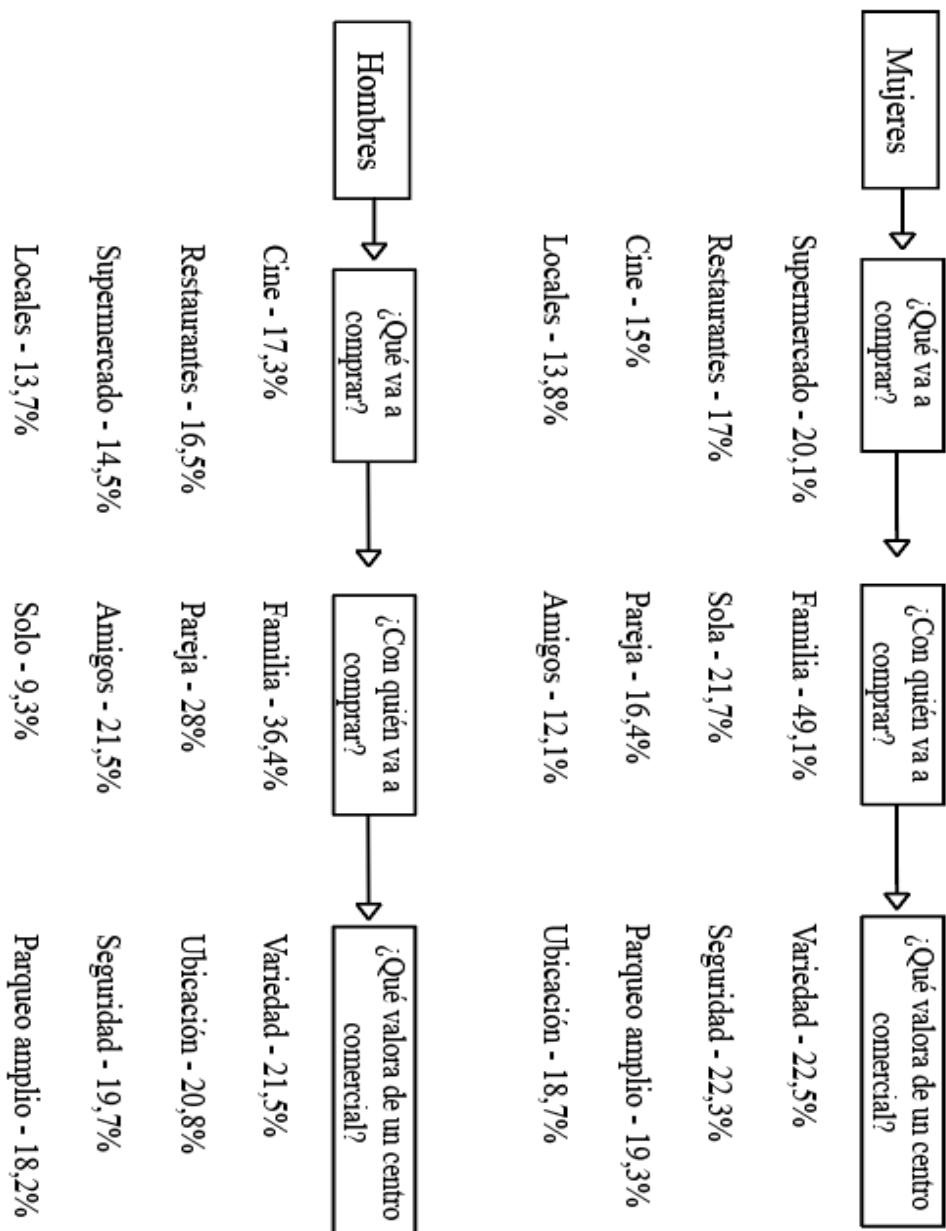 Mujeres
¿Qué va a
comprar?
Supermercado - 20,1%
Restaurantes - 17%
Cine - 15%
Locales - 13,8%
¿Con quién va a
comprar?
Familia - 49,1%
Sola - 21,7%
Pareja - 16,4%
Amigos - 12,1%
¿Qué valora de un centro
comercial?
Variedad - 22,5%
Seguridad - 22,3%
Parqueo amplio - 19,3%
Ubicación - 18,7%
Hombres
¿Qué va a
comprar?
Cine - 17,3%
Restaurantes - 16,5%
Supermercado - 14,5%
Locales - 13,7%
¿Con quién va a
comprar?
Familia - 36,4%
Pareja - 28%
Amigos - 21,5%
Solo - 9,3%
¿Qué valora de un centro
comercial?
Variedad - 21,5%
Ubicación - 20,8%
Seguridad - 19,7%
Parqueo amplio - 18,2%